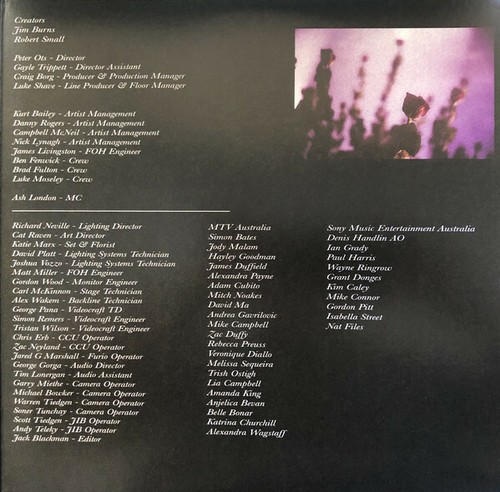 Creators
Jim Burns
Robert Small
Peter Ots - Director
Gayle Trippett - Director Assistant
Craig Borg - Producer & Production Manager
Luke Shave - Line Producer & Floor Manager
Kurt Bailey - Artist Management
Danny Rogers - Artist Management
Campbell McNeil - Artist Management
Nick Lynagh - Artist Management
James Livingston - FOH Engineer
Ben Fenwick - Crew
Brad Fulton - Crew
Luke Moseley - Crew
Ash London - MC
Richard Neville - Lighting Director
Cat Raven - Art Director
Katie Marx - Set & Florist
David Platt - Lighting Systems Technician
Joshua Vozzo - Lighting Systems Technician
Matt Miller - FOH Engineer
Gordon Wood - Monitor Engineer
Carl McKinnon - Stage Technician
Alex Wakem - Backline Technician
George Pana - Videocraft TD
Simon Remers - Videocraft Engineer
Tristan Wilson - Videocraft Engineer
Chris Erb - CCU Operator
Zac Neyland - CCU Operator
Jared G Marshall - Furio Operator
George Gorga - Audio Director
Tim Lonergan - Audio Assistant
Garry Miethe - Camera Operator
Michael Bowcker - Camera Operator
Warren Tiedgen - Camera Operator
Soner Tunchay - Camera Operator
Scott Tiedgen - JIB Operator
Andy Teleky - JIB Operator
Jack Blackman - Editor
MTV Australia
Simon Bates
Jody Malam
Hayley Goodman
James Duffield
Alexandra Payne
Adam Cubito
Mitch Noakes
David Ma
Andrea Gavrilovic
Mike Campbell
Zac Duffy
Rebecca Preuss
Veronique Diallo
Melissa Sequeira
Trish Ostigh
Lia Campbell
Amanda King
Anjelica Bevan
Belle Bonar
Katrina Churchill
Alexandra Wagstaff
Sony Music Entertainment Australia
Denis Handlin AO
Ian Grady
Paul Harris
Wayne Ringrow
Grant Donges
Kim Caley
Mike Connor
Gordon Pitt
Isabella Street
Nat Files